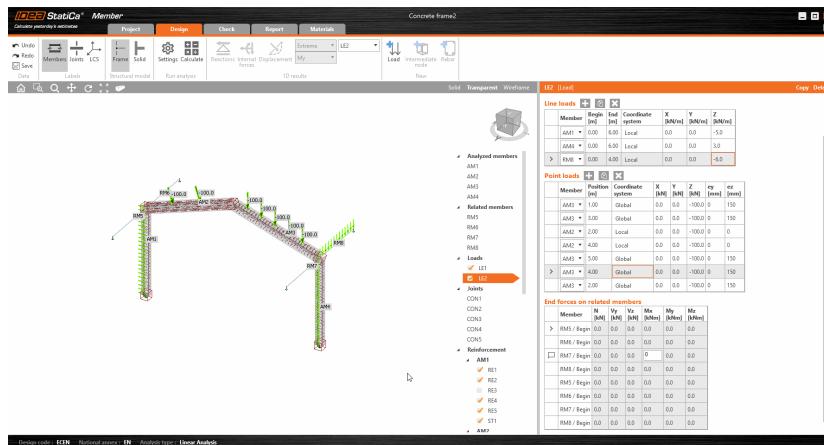 IDEA StatiCa® Member
Calculate yesterday's estimates
Concrete frame2
Project Design Check Report Materials
Undo
Redo
Save
Members Joints LCS
Frame Solid
Settings Calculate
Reactions Internal forces Displacement
Extreme LE2
My
Load Intermediate node Rebar
Data Labels Structural model Run analysis 1D results New
Solid Transparent Wireframe
LE2 [Load] Copy
Line loads
Member Begin [m] End [m] Coordinate system X [kN/m] Y [kN/m] Z [kN/m]
AM1 0.00 6.00 Local 0.0 0.0 -5.0
AM4 0.00 6.00 Local 0.0 0.0 3.0
> RM8 0.00 4.00 Local 0.0 0.0 -6.0
Point loads
Member Position [m] Coordinate system X [kN] Y [kN] Z [kN] ey [mm] ez [mm]
AM3 1.00 Global 0.0 0.0 -100.0 0 150
AM3 3.00 Global 0.0 0.0 -100.0 0 150
AM2 2.00 Local 0.0 0.0 -100.0 0 0
AM2 4.00 Local 0.0 0.0 -100.0 0 0
AM3 5.00 Global 0.0 0.0 -100.0 0 150
> AM3 4.00 Global 0.0 0.0 -100.0 0 150
AM3 2.00 Global 0.0 0.0 -100.0 0 150
End forces on related members
Member N [kN] Vy [kN] Vz [kN] Mx [kNm] My [kNm] Mz [kNm]
> RM5 / Begin 0.0 0.0 0.0 0.0 0.0 0.0
RM6 / Begin 0.0 0.0 0.0 0.0 0.0 0.0
RM7 / Begin 0.0 0.0 0.0 0 0.0 0.0
RM8 / Begin 0.0 0.0 0.0 0.0 0.0 0.0
RM5 / Begin 0.0 0.0 0.0 0.0 0.0 0.0
RM6 / Begin 0.0 0.0 0.0 0.0 0.0 0.0
RM7 / Begin 0.0 0.0 0.0 0.0 0.0 0.0
RM8 / Begin 0.0 0.0 0.0 0.0 0.0 0.0
Analyzed members
AM1
AM2
AM3
AM4
Related members
RM5
RM6
RM7
RM8
Loads
LE1
LE2
Joints
CON1
CON2
CON3
CON4
CON5
Reinforcement
AM1
RE1
RE2
RE3
RE4
RE5
ST1
AM2
RM6 -100.0 -100.0
AM2
-100.0
RM5
-100.0
-100.0
AM1
AM3 -100.0
RM8
RM7
AM4
Design code : ECEN National annex : EN Analysis type : Linear Analysis